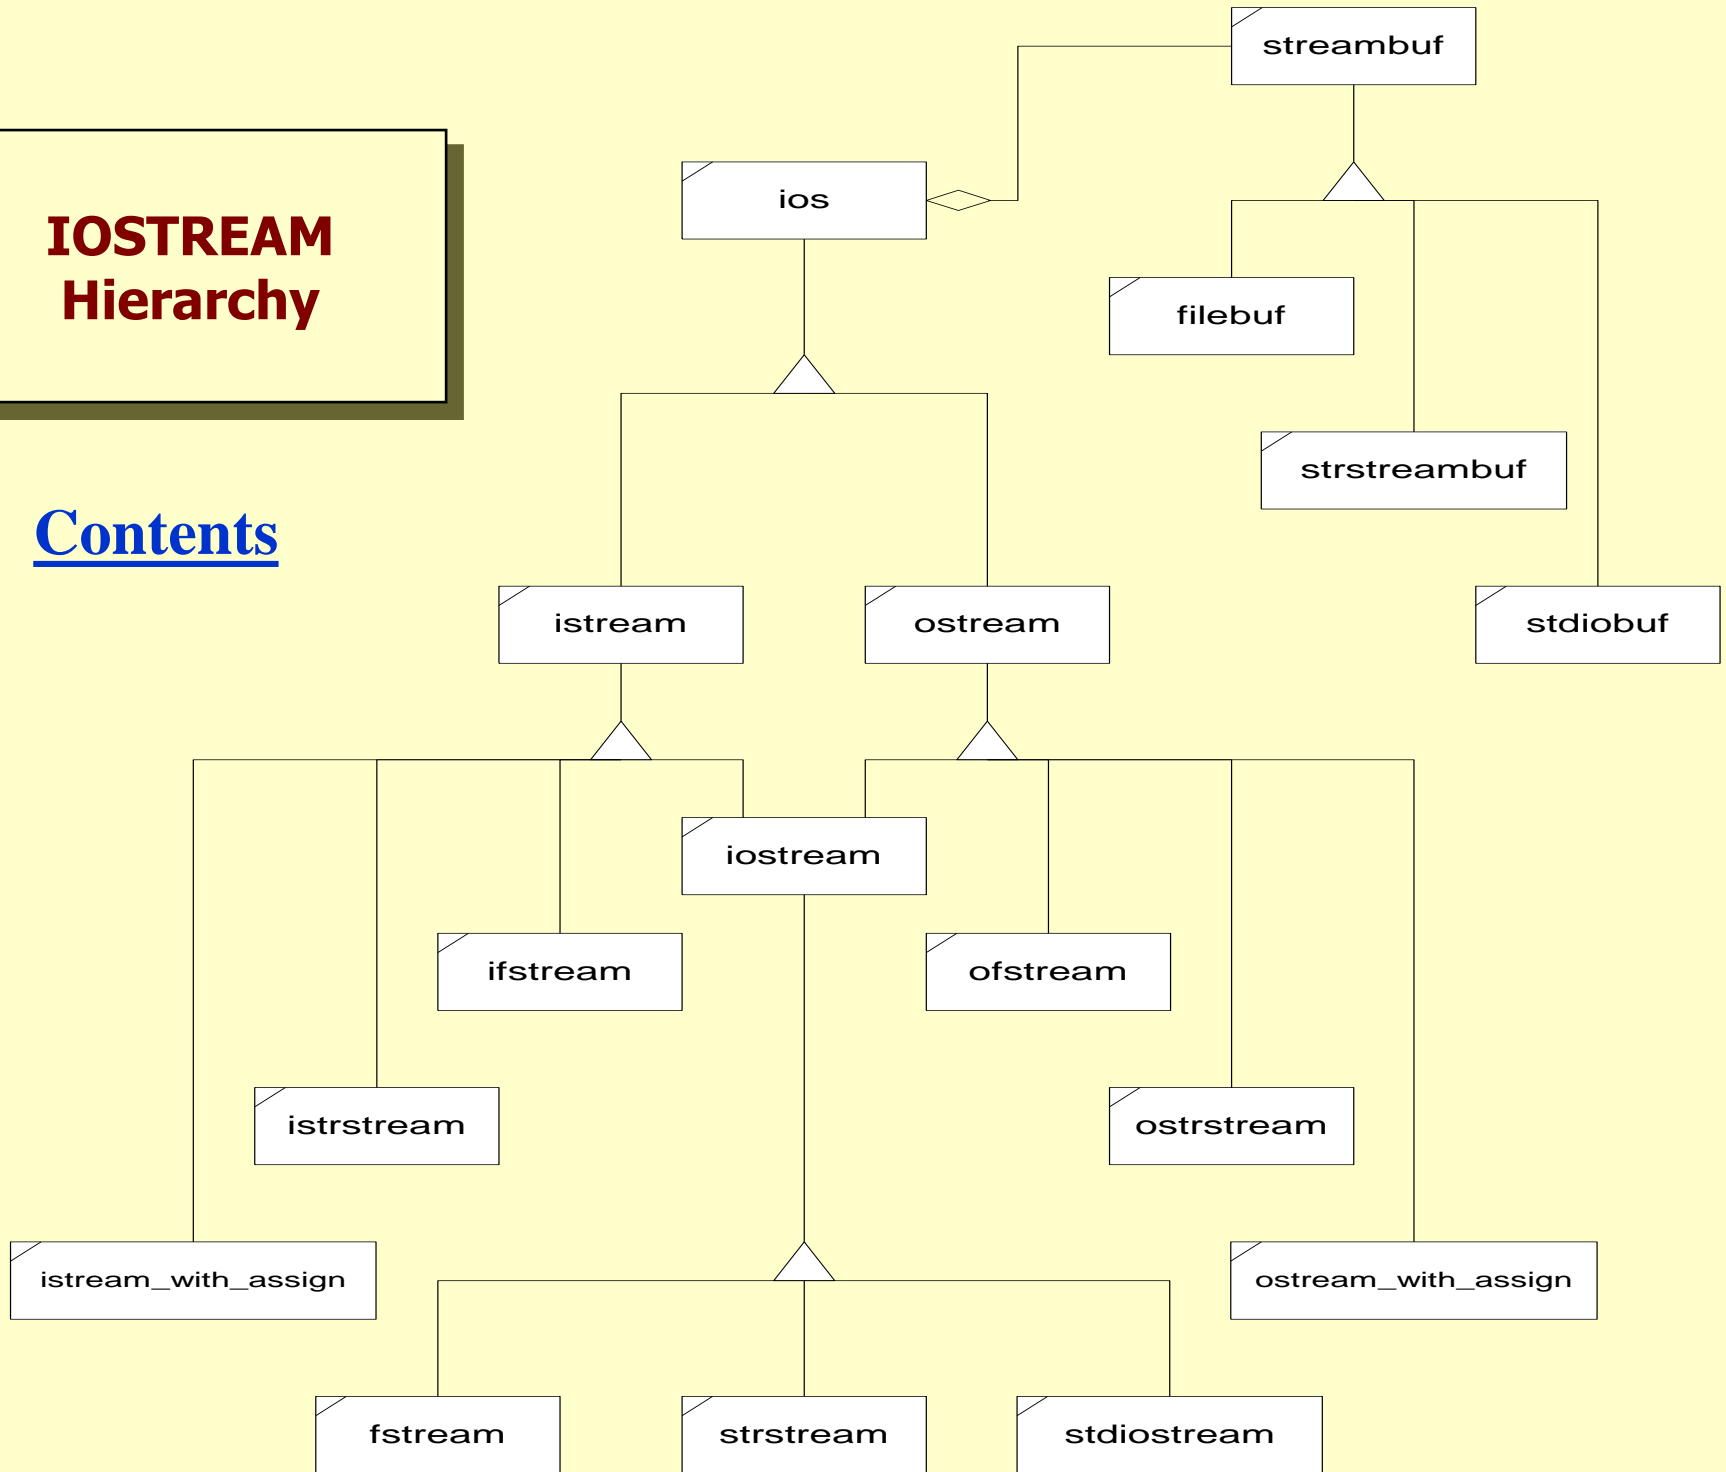 streambuf
ios
IOSTREAM
Hierarchy
filebuf
strstreambuf
Contents
istream
ostream
stdiobuf
iostream
ifstream
ofstream
istrstream
ostrstream
istream_with_assign
ostream_with_assign
fstream
strstream
stdiostream